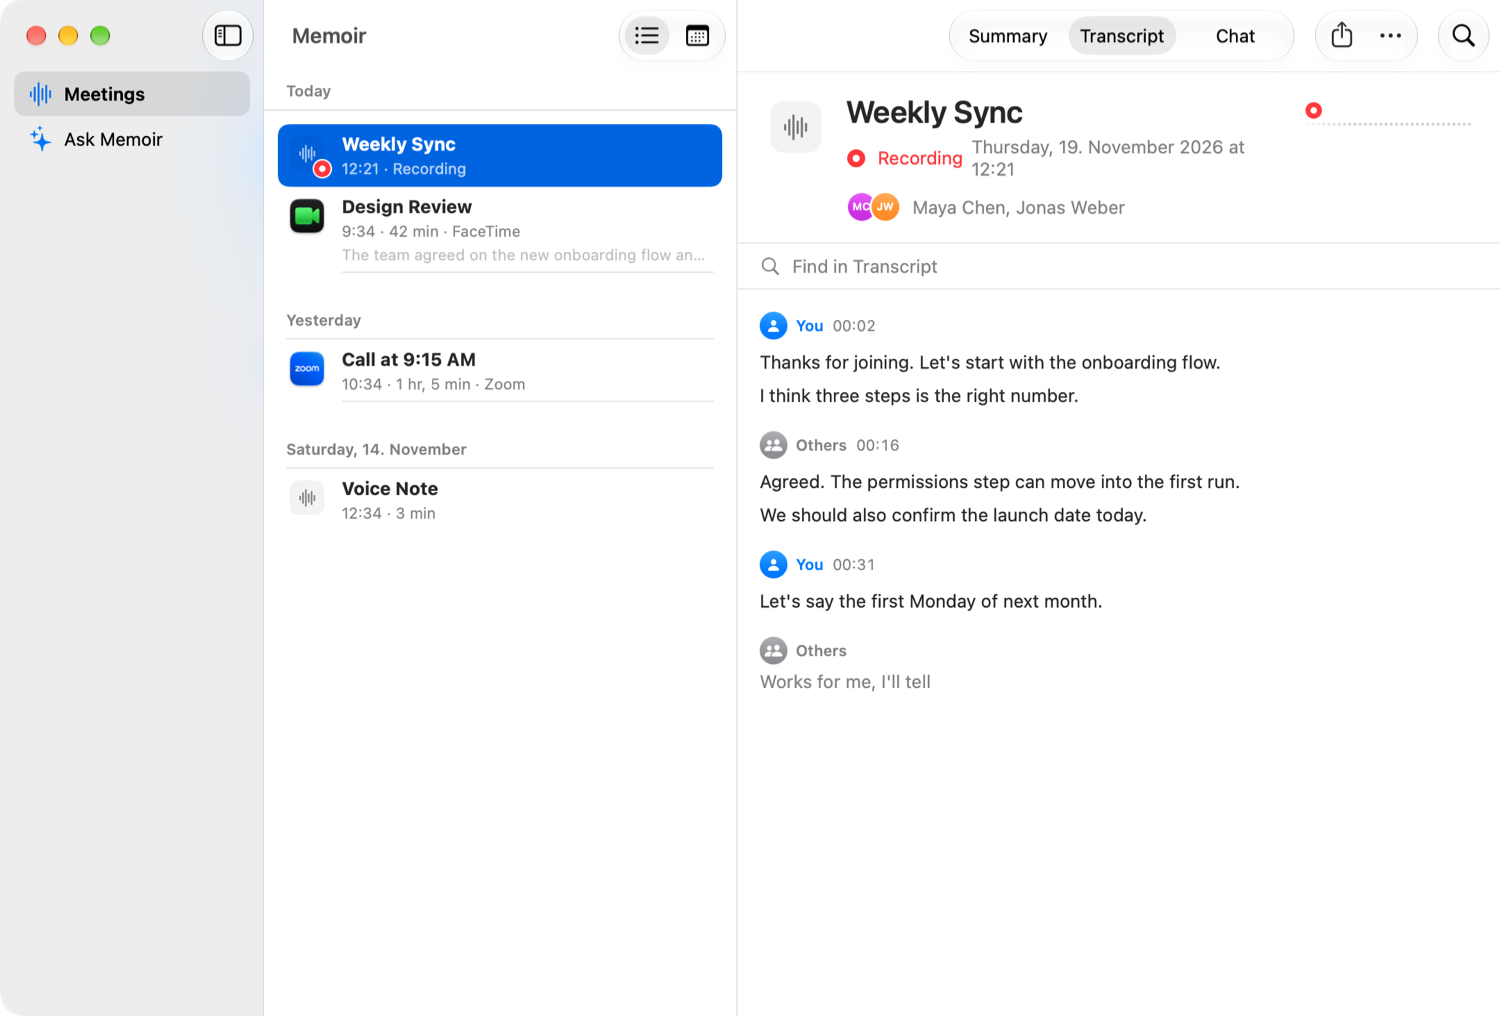 Meetings
Ask Memoir
Memoir
Today
Weekly Sync
12:21 · Recording
Design Review
9:34 · 42 min · FaceTime
The team agreed on the new onboarding flow an...
Yesterday
zoom
Call at 9:15 AM
10:34 · 1 hr, 5 min · Zoom
Saturday, 14. November
Voice Note
12:34 · 3 min
Summary
Transcript
Chat
Weekly Sync
Recording
Thursday, 19. November 2026 at
12:21
MC JW Maya Chen, Jonas Weber
Find in Transcript
You 00:02
Thanks for joining. Let's start with the onboarding flow.
I think three steps is the right number.
Others 00:16
Agreed. The permissions step can move into the first run.
We should also confirm the launch date today.
You 00:31
Let's say the first Monday of next month.
Others
Works for me, I'll tell